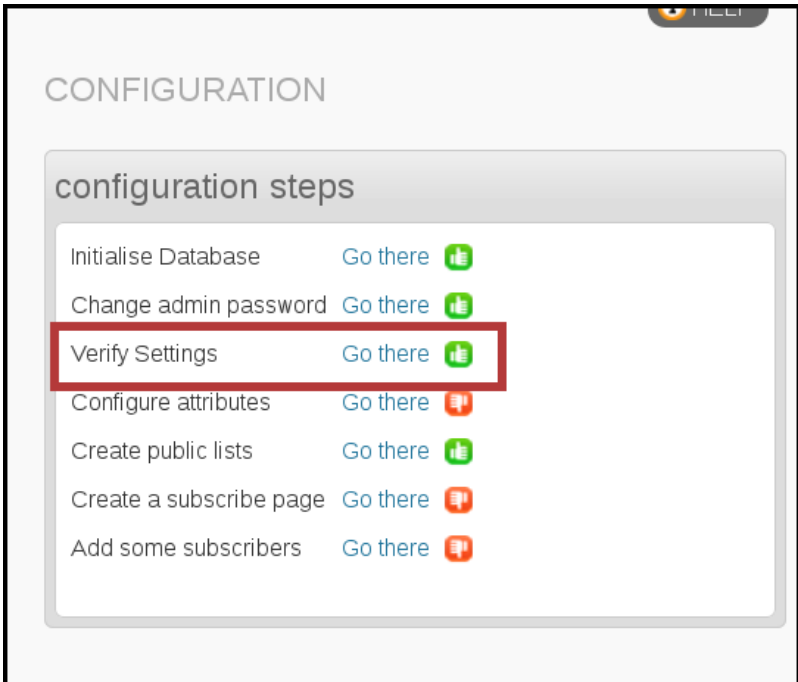 HELP
CONFIGURATION
configuration steps
Initialise Database Go there
Change admin password Go there
Verify Settings Go there
Configure attributes Go there
Create public lists Go there
Create a subscribe page Go there
Add some subscribers Go there